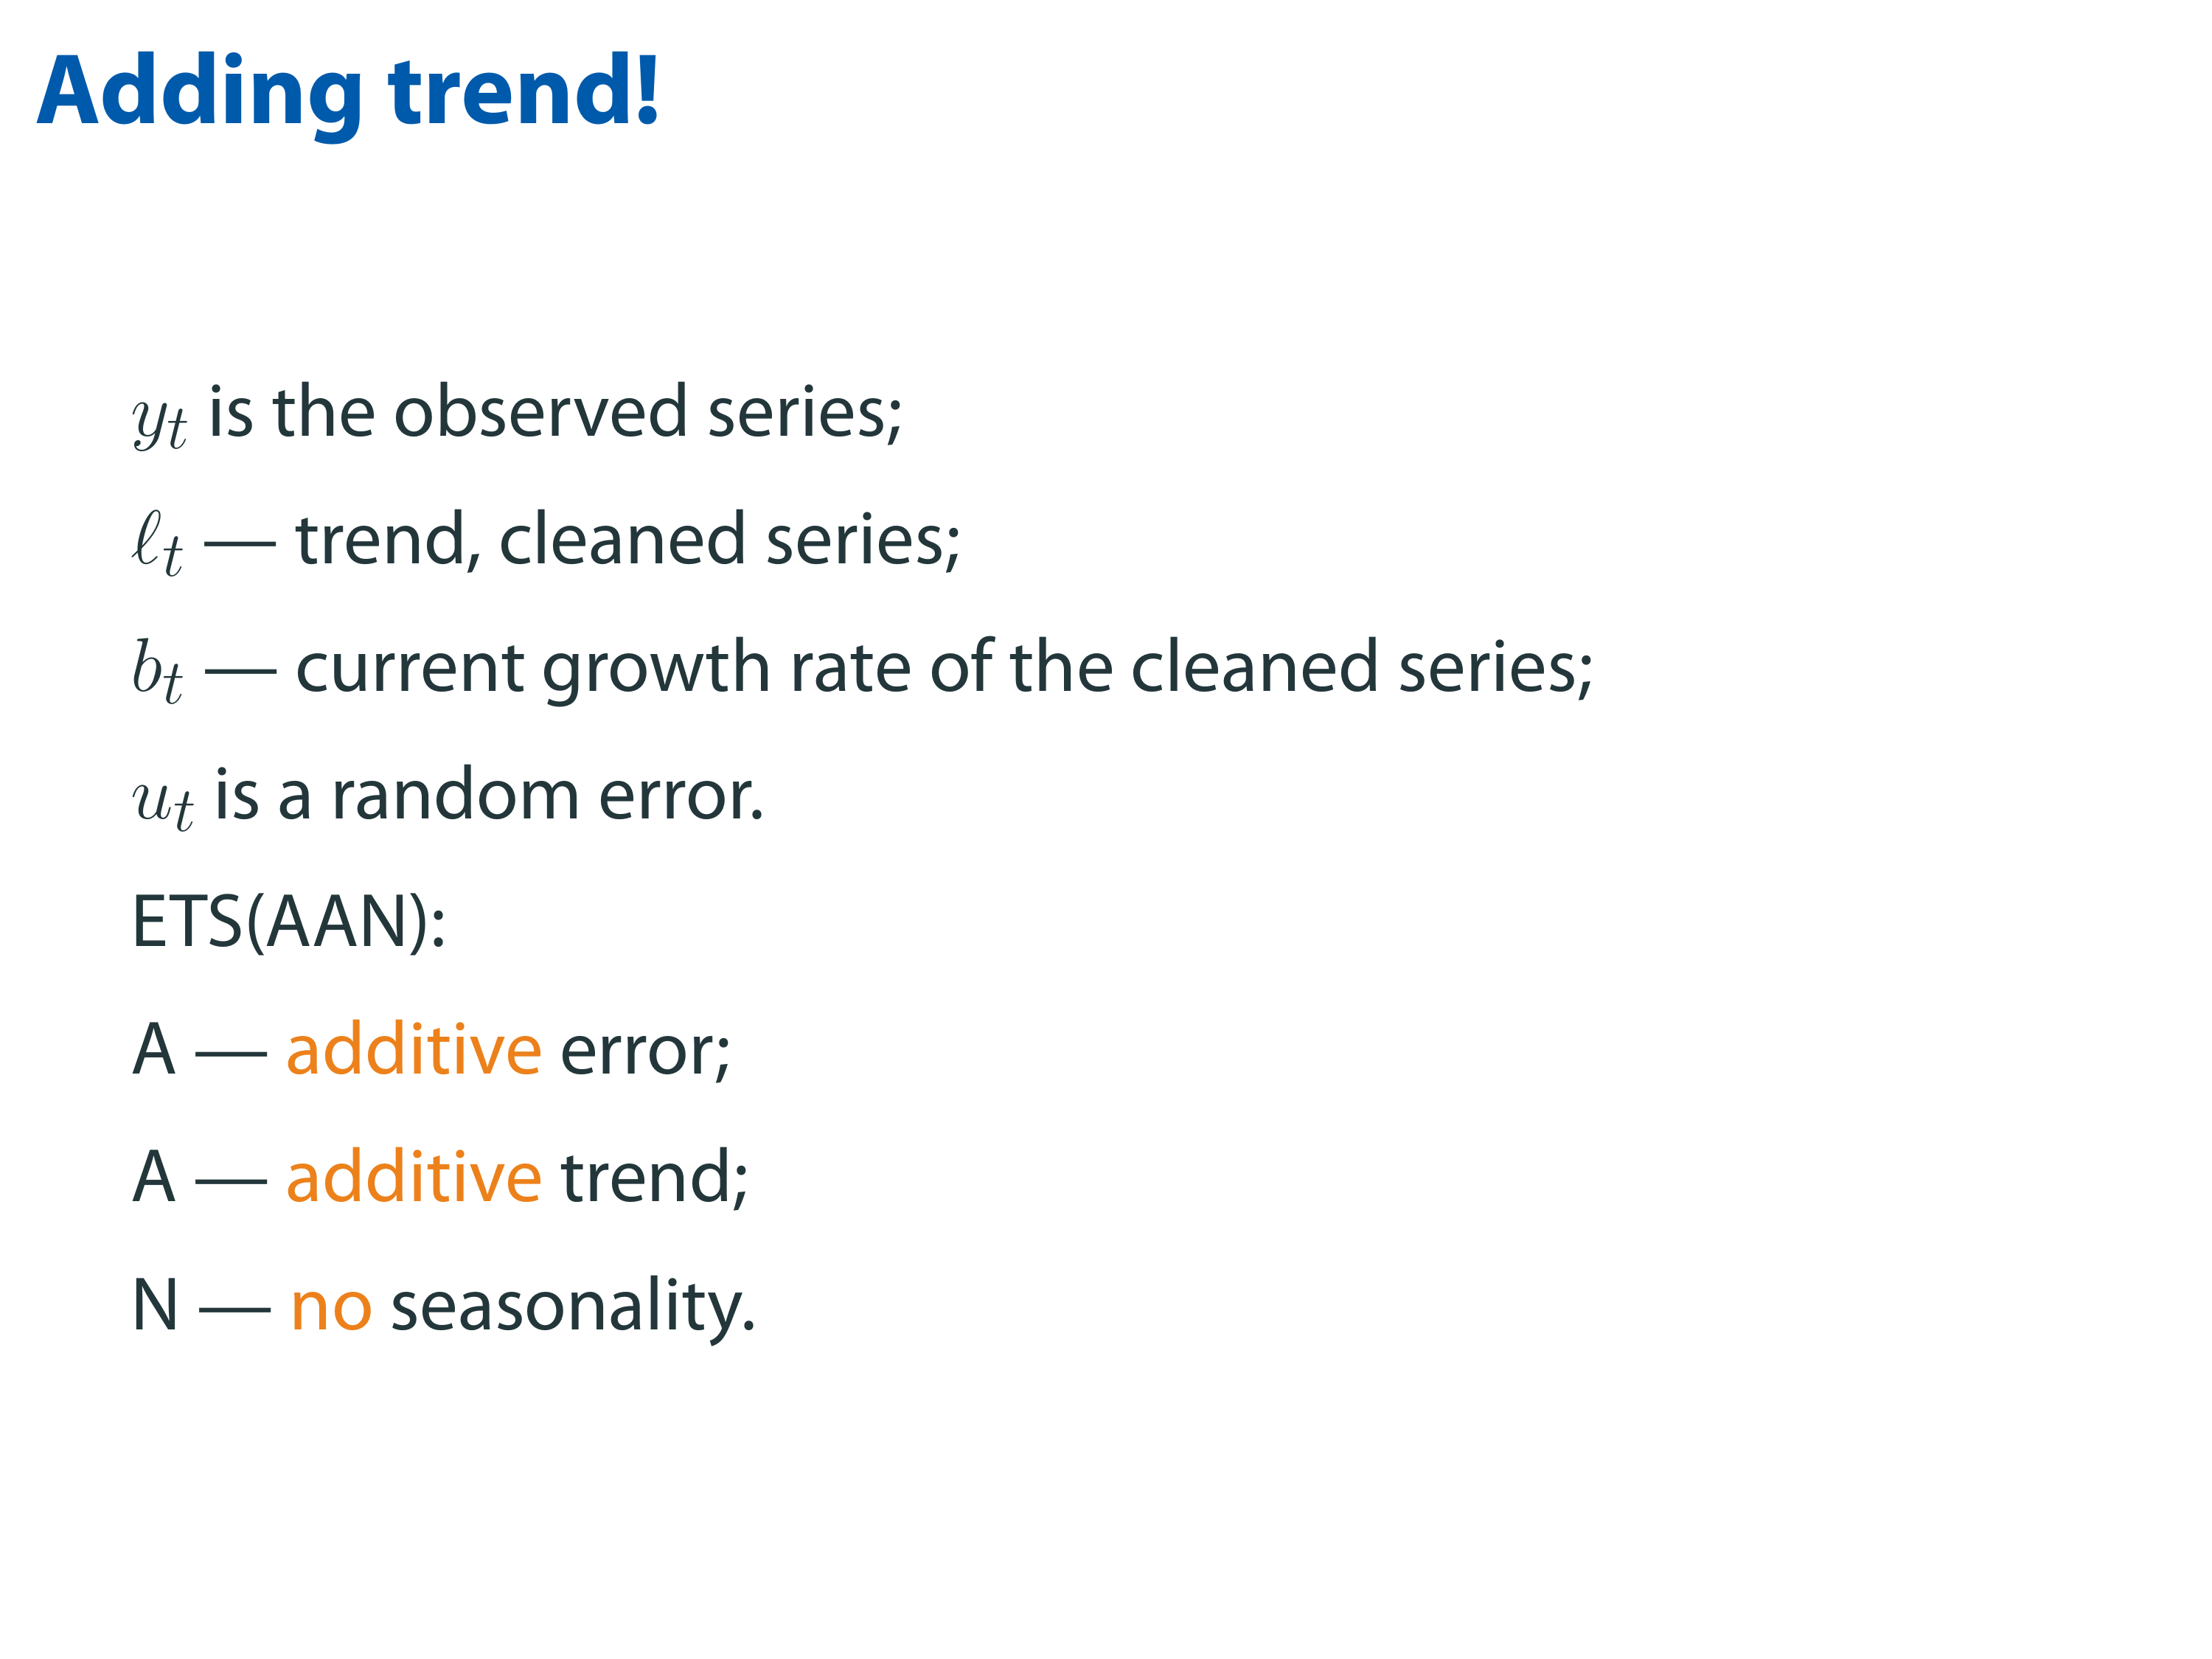 Adding trend!
$y_t$ is the observed series;
$\ell_t$ — trend, cleaned series;
$b_t$ — current growth rate of the cleaned series;
$u_t$ is a random error.
ETS(AAN):
A — additive error;
A — additive trend;
N — no seasonality.